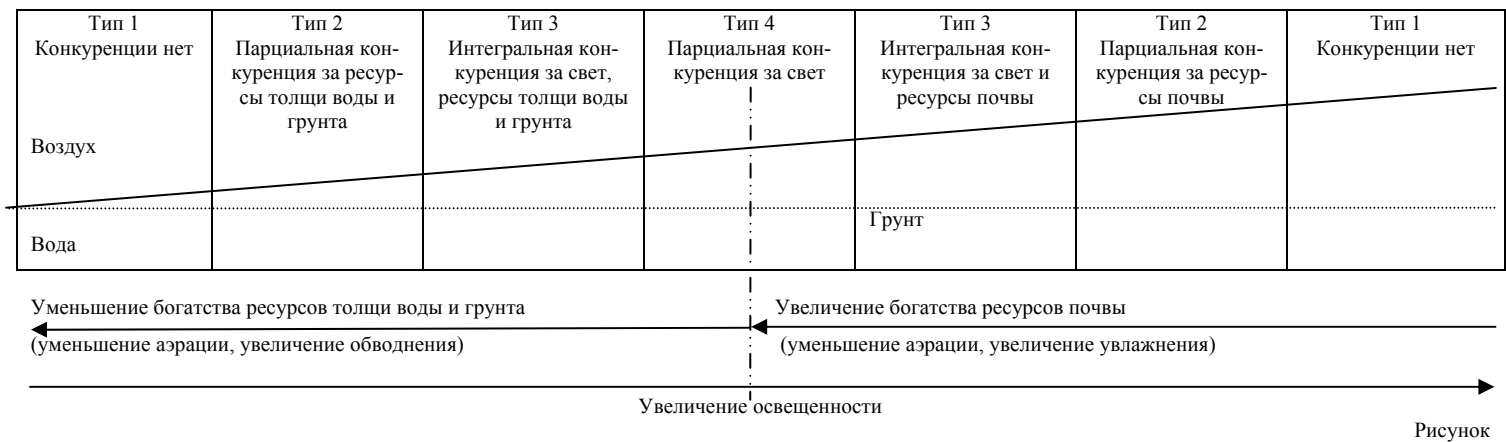 Тип 1
Конкуренции нет
Тип 2
Парциальная кон-
куренция за ресур-
сы толщи воды и
грунта
Тип 3
Интегральная кон-
куренция за свет,
ресурсы толщи воды
и грунта
Тип 4
Парциальная кон-
куренция за свет
Тип 3
Интегральная кон-
куренция за свет и
ресурсы почвы
Тип 2
Парциальная кон-
куренция за ресур-
сы почвы
Тип 1
Конкуренции нет
Воздух
Грунт
Вода
Уменьшение богатства ресурсов толщи воды и грунта
(уменьшение аэрации, увеличение обводнения)
Увеличение богатства ресурсов почвы
(уменьшение аэрации, увеличение увлажнения)
Увеличение освещенности
Рисунок